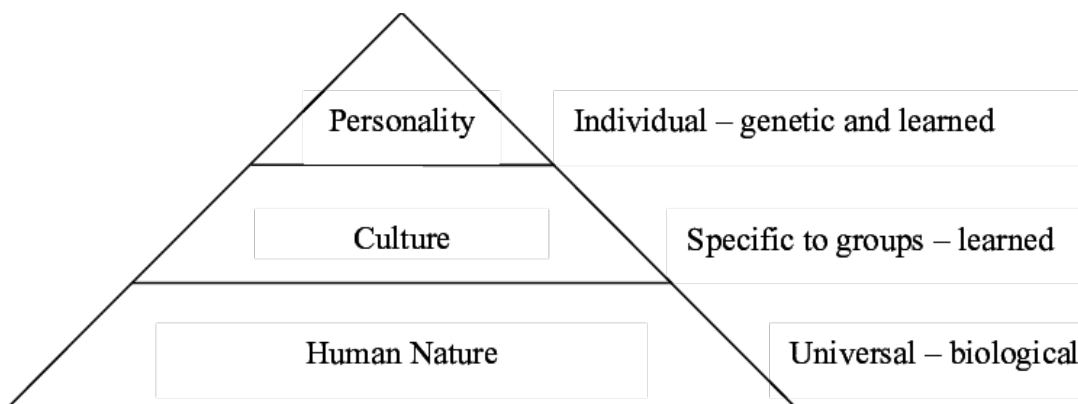 Personality
Individual – genetic and learned
Culture
Specific to groups – learned
Human Nature
Universal – biological